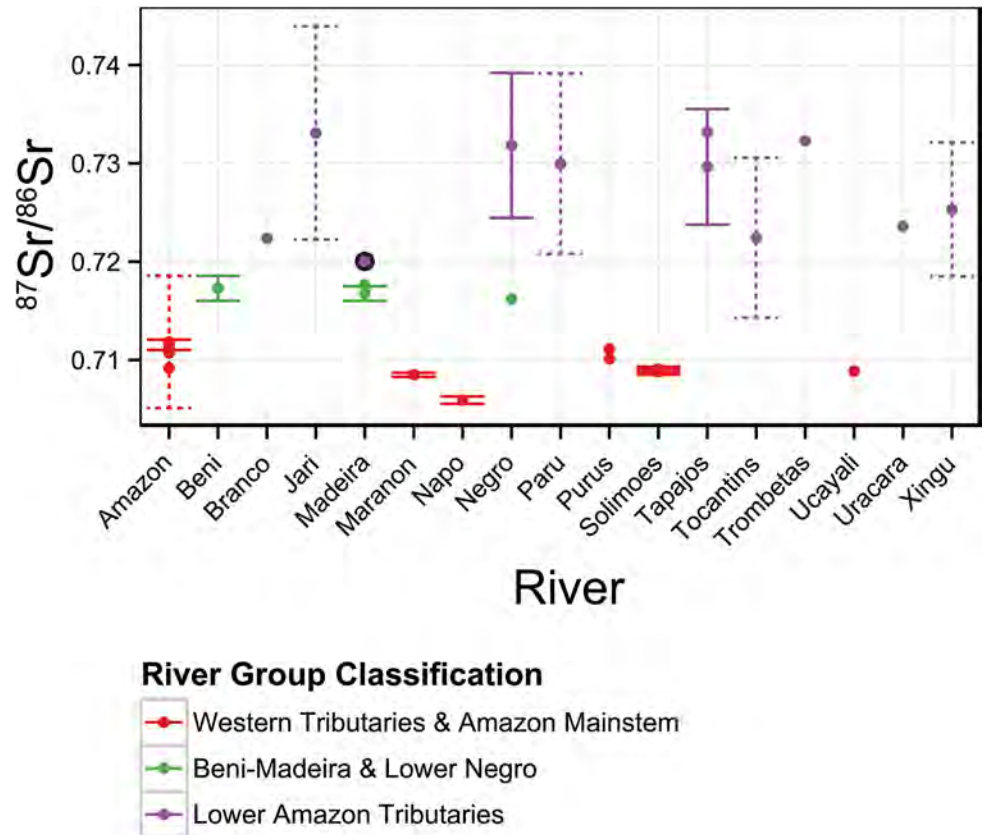 0.74
0.73
0.72
0.71
87Sr/86Sr
Amazon
Beni
Branco
Jari
Madeira
Maranon
Napo
Negro
Paru
Purus
Solimoes
Tapajos
Tocantins
Trombetas
Ucayali
Uracara
Xingu
River
River Group Classification
Western Tributaries & Amazon Mainstem
Beni-Madeira & Lower Negro
Lower Amazon Tributaries